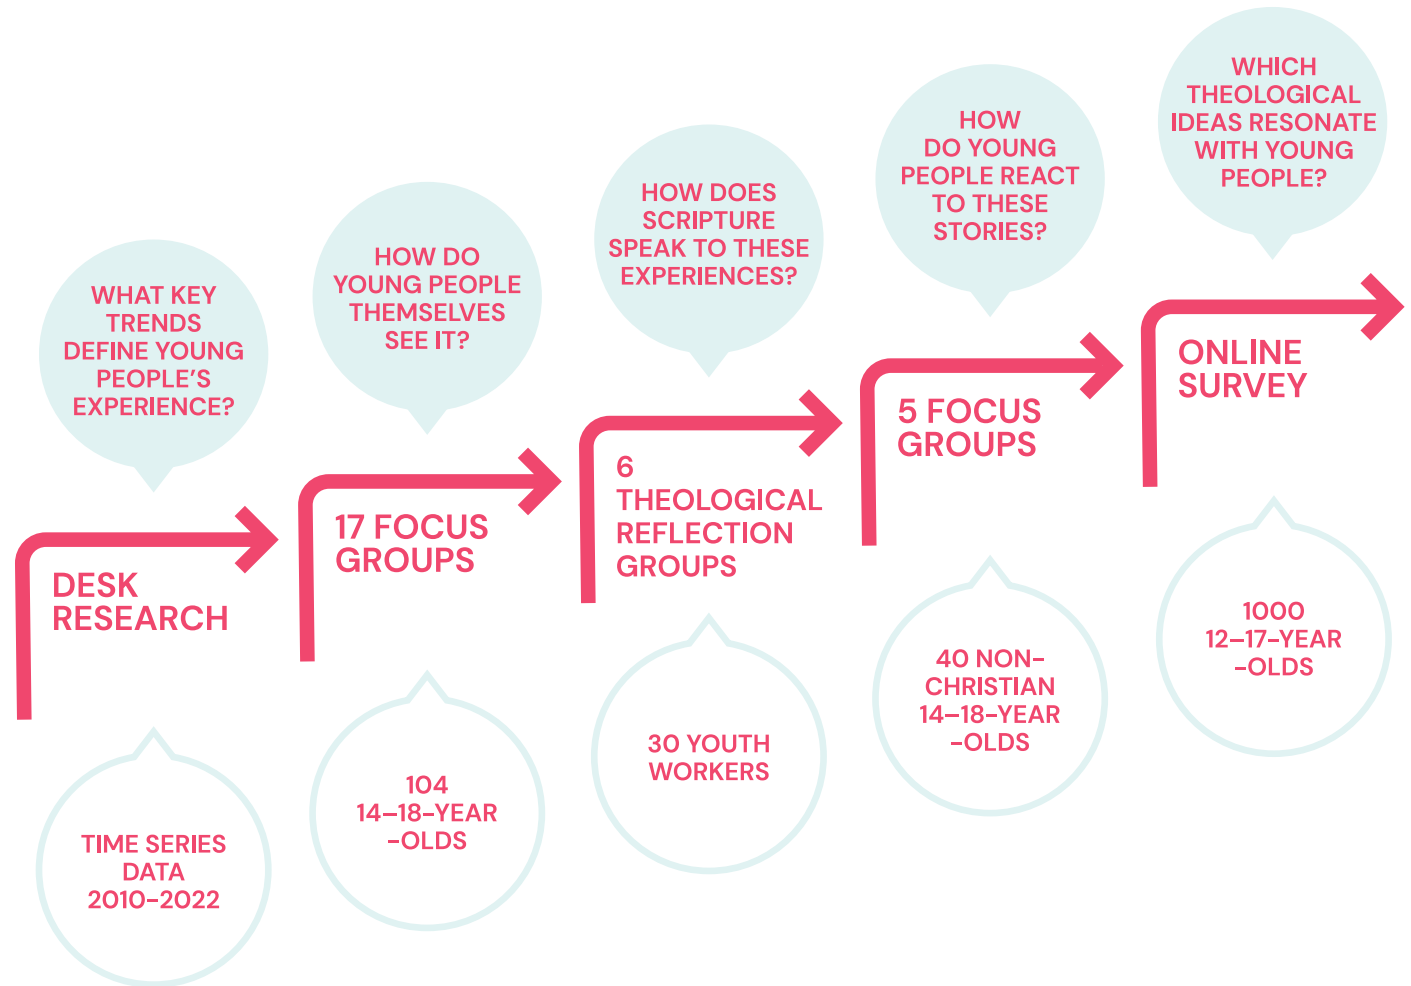 WHAT KEY
TRENDS
DEFINE YOUNG
PEOPLE'S
EXPERIENCE?
DESK
RESEARCH
TIME SERIES
DATA
2010–2022
HOW DO
YOUNG PEOPLE
THEMSELVES
SEE IT?
17 FOCUS
GROUPS
104
14–18-YEAR
-OLDS
HOW DOES
SCRIPTURE
SPEAK TO THESE
EXPERIENCES?
6
THEOLOGICAL
REFLECTION
GROUPS
30 YOUTH
WORKERS
HOW
DO YOUNG
PEOPLE REACT
TO THESE
STORIES?
5 FOCUS
GROUPS
40 NON-
CHRISTIAN
14–18-YEAR
-OLDS
WHICH
THEOLOGICAL
IDEAS RESONATE
WITH YOUNG
PEOPLE?
ONLINE
SURVEY
1000
12–17-YEAR
-OLDS